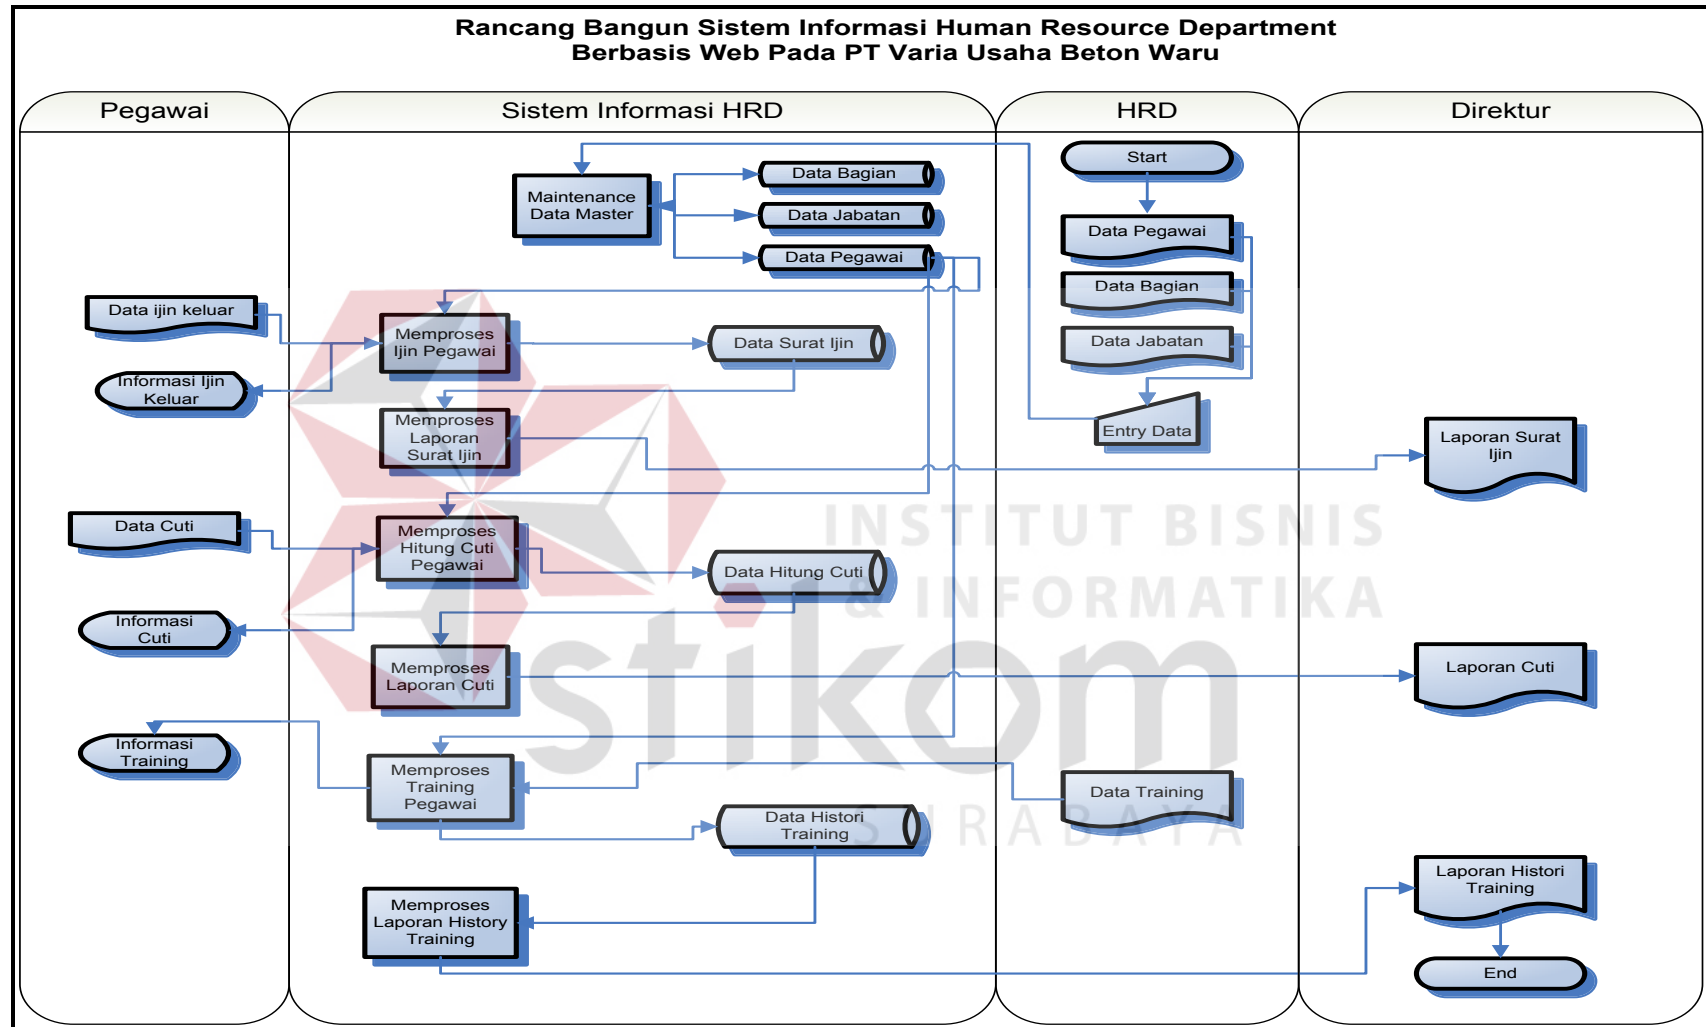 Rancang Bangun Sistem Informasi Human Resource Department
Berbasis Web Pada PT Varia Usaha Beton Waru
Pegawai
Sistem Informasi HRD
HRD
Direktur
Start
Maintenance
Data Master
Data Bagian
Data Jabatan
Data Pegawai
Data Pegawai
Data Bagian
Data Jabatan
Entry Data
Data ijin keluar
Memproses
Ijin Pegawai
Data Surat Ijin
Informasi Ijin
Keluar
Memproses
Laporan
Surat Ijin
Laporan Surat
Ijin
Data Cuti
Memproses
Hitung Cuti
Pegawai
Data Hitung Cuti
Informasi
Cuti
Memproses
Laporan Cuti
Laporan Cuti
Informasi
Training
Memproses
Training
Pegawai
Data Training
Data Histori
Training
Memproses
Laporan History
Training
Laporan Histori
Training
End
INSTITUT BISNIS
& INFORMATIKA
stikom
SURABAYA